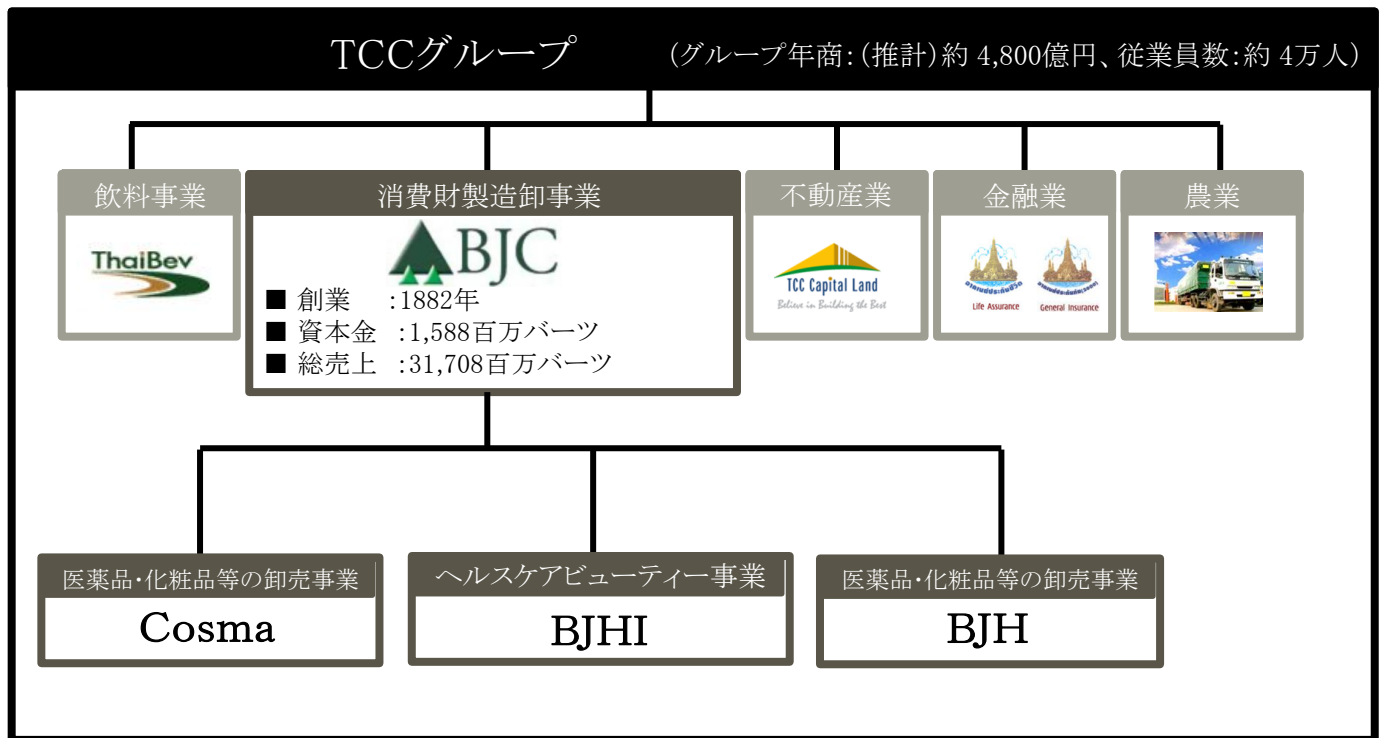 TCCグループ (グループ年商:(推計)約 4,800億円、従業員数:約 4万人)
飲料事業
消費財製造卸事業
不動産業
金融業
農業
ThaiBev
BJC
TCC Capital Land
Believe in Building the Best
Life Assurance
General Insurance
■ 創業 :1882年
■ 資本金 :1,588百万バーツ
■ 総売上 :31,708百万バーツ
医薬品・化粧品等の卸売事業
ヘルスケアビューティー事業
医薬品・化粧品等の卸売事業
Cosma
BJHI
BJH